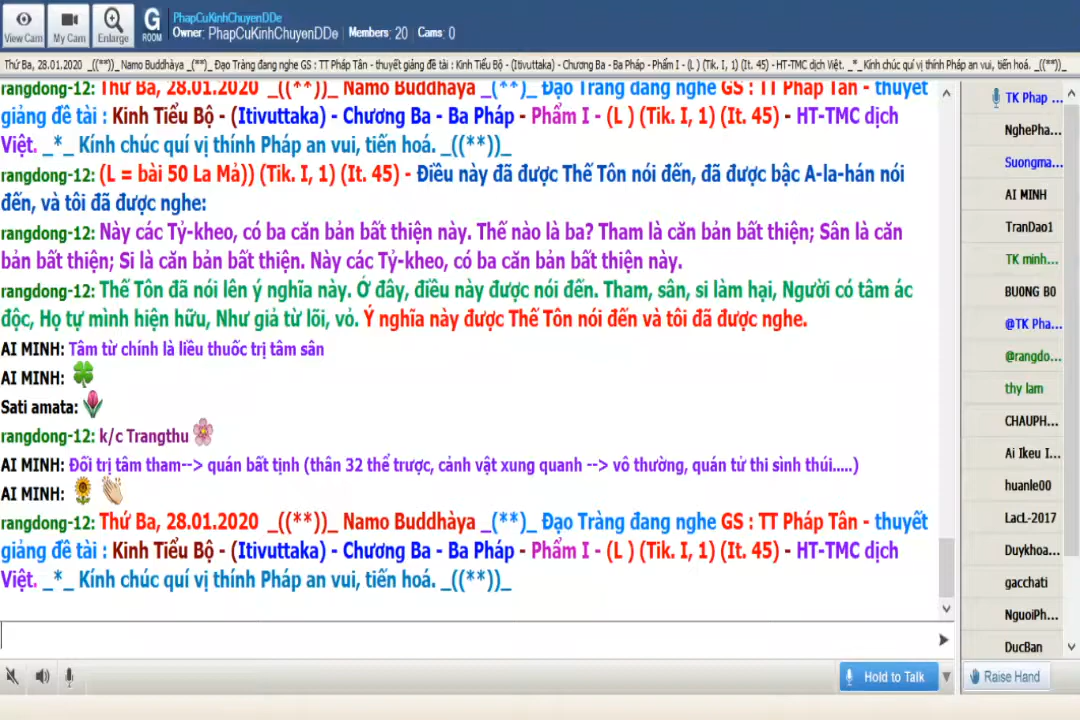 PhapCuKinhChuyenDDe
Owner: PhapCuKinhChuyenDDe Members: 20 Cams: 0
View Cam My Cam Enlarge G ROOM
Thứ Ba, 28.01.2020 _((**))_ Namo Buddhàya _(**)_ Đạo Tràng đang nghe GS : TT Pháp Tân - thuyết giảng đề tài : Kinh Tiểu Bộ - (Itivuttaka) - Chương Ba - Ba Pháp - Phẩm I - (L ) (Tik. I, 1) (It. 45) - HT-TMC dịch Việt. _*_ Kính chúc quí vị thính Pháp an vui, tiến hoá. _((**))_
rangdong-12: Thứ Ba, 28.01.2020 _((**))_ Namo Buddhàya _(**)_ Đạo Tràng đang nghe GS : TT Pháp Tân - thuyết
giảng đề tài : Kinh Tiểu Bộ - (Itivuttaka) - Chương Ba - Ba Pháp - Phẩm I - (L ) (Tik. I, 1) (It. 45) - HT-TMC dịch
Việt. _*_ Kính chúc quí vị thính Pháp an vui, tiến hoá. _((**))_
rangdong-12: (L = bài 50 La Mả)) (Tik. I, 1) (It. 45) - Điều này đã được Thế Tôn nói đến, đã được bậc A-la-hán nói
đến, và tôi đã được nghe:
rangdong-12: Này các Tỷ-kheo, có ba căn bản bất thiện này. Thế nào là ba? Tham là căn bản bất thiện; Sân là căn
bản bất thiện; Si là căn bản bất thiện. Này các Tỷ-kheo, có ba căn bản bất thiện này.
rangdong-12: Thế Tôn đã nói lên ý nghĩa này. Ở đây, điều này được nói đến. Tham, sân, si làm hại, Người có tâm ác
độc, Họ tự mình hiện hữu, Như giả từ lõi, vỏ. Ý nghĩa này được Thế Tôn nói đến và tôi đã được nghe.
AI MINH: Tâm từ chính là liều thuốc trị tâm sân
AI MINH:
Sati amata:
rangdong-12: k/c Trangthu
AI MINH: Đối trị tâm tham--> quán bất tịnh (thân 32 thể trược, cảnh vật xung quanh --> vô thường, quán tử thi sình thúi.....)
AI MINH:
rangdong-12: Thứ Ba, 28.01.2020 _((**))_ Namo Buddhàya _(**)_ Đạo Tràng đang nghe GS : TT Pháp Tân - thuyết
giảng đề tài : Kinh Tiểu Bộ - (Itivuttaka) - Chương Ba - Ba Pháp - Phẩm I - (L ) (Tik. I, 1) (It. 45) - HT-TMC dịch
Việt. _*_ Kính chúc quí vị thính Pháp an vui, tiến hoá. _((**))_
TK Phap ...
NghePha...
Suongma...
AI MINH
TranDao1
TK minh...
BUONG BO
@TK Pha...
@rangdo...
thy lam
CHAUPH...
Ai Ikeu I...
huanle00
LacL-2017
Duykhoa...
gacchati
NguoiPh...
DucBan
Hold to Talk
Raise Hand